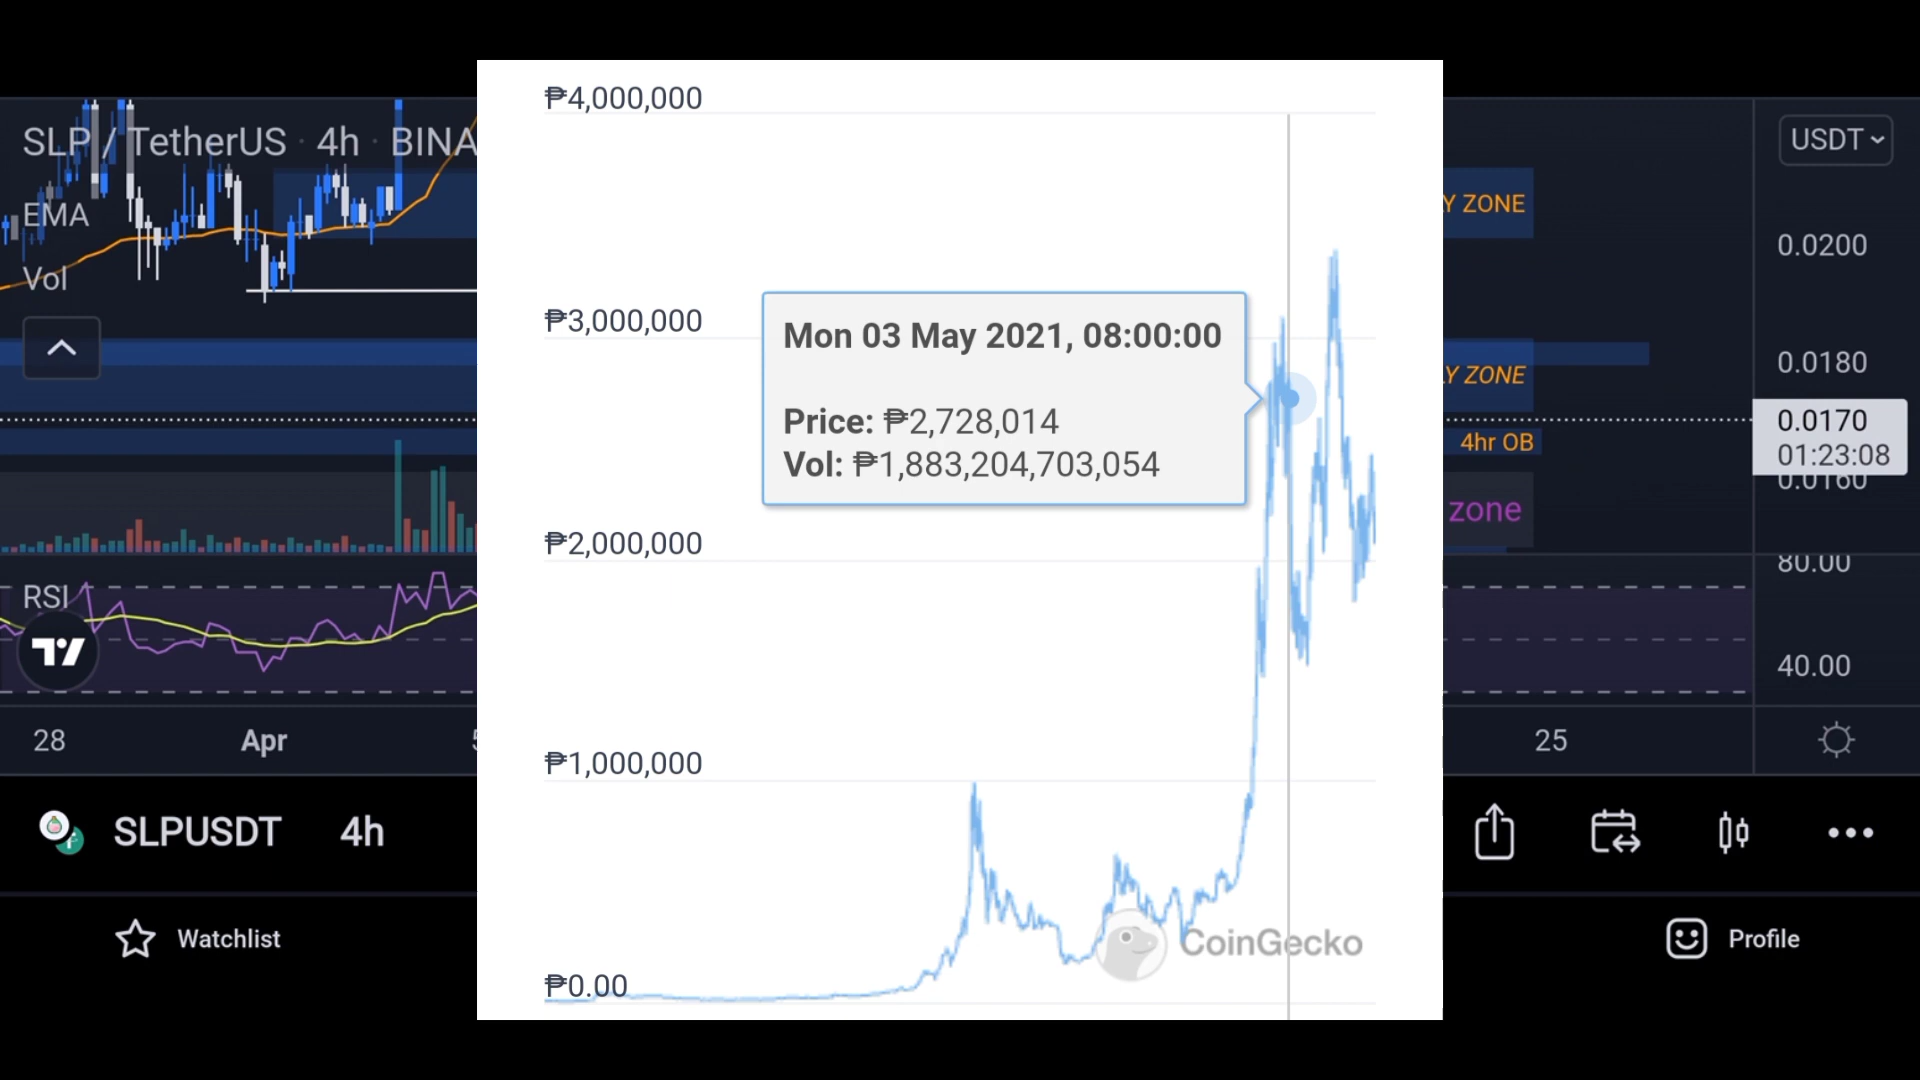 SLP / TetherUS · 4h · BINA
EMA
Vol
RSI
28
Apr
SLPUSDT
4h
Watchlist
₱4,000,000
₱3,000,000
₱2,000,000
₱1,000,000
₱0.00
Mon 03 May 2021, 08:00:00
Price: ₱2,728,014
Vol: ₱1,883,204,703,054
CoinGecko
Y ZONE
Y ZONE
4hr OB
zone
25
USDT
0.0200
0.0180
0.0170
01:23:08
0.0160
80.00
40.00
Profile